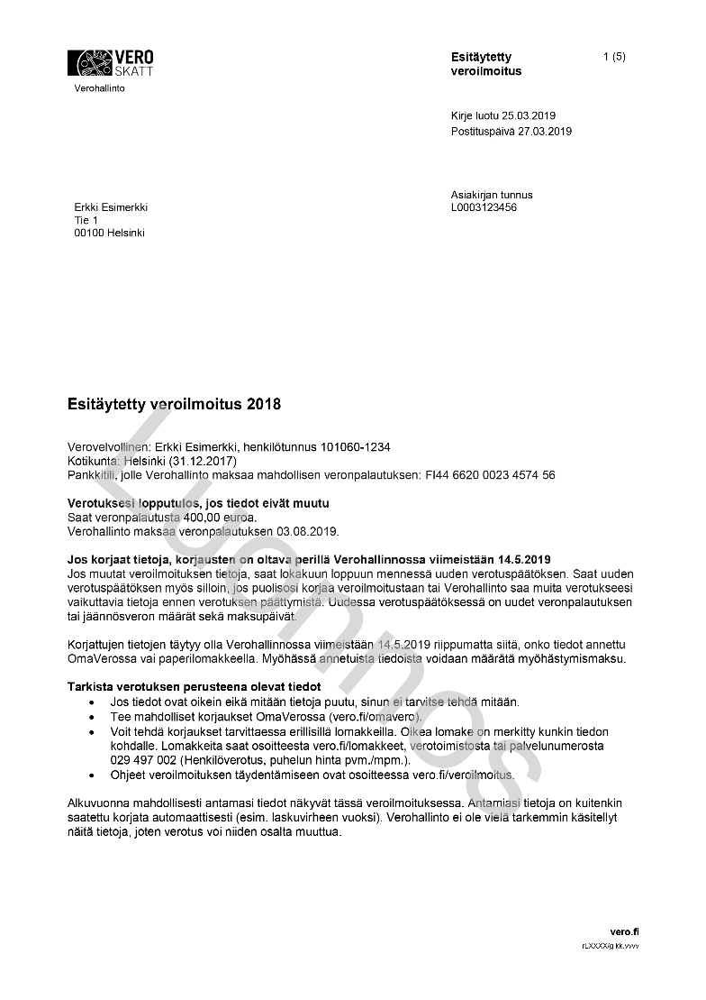 VERO
SKATT
Verohallinto
Esitäytetty
veroilmoitus
1 (5)
Kirje luotu 25.03.2019
Postituspäivä 27.03.2019
Asiakirjan tunnus
L0003123456
Erkki Esimerkki
Tie 1
00100 Helsinki
Esitäytetty veroilmoitus 2018
Verovelvollinen: Erkki Esimerkki, henkilötunnus 101060-1234
Kotikunta: Helsinki (31.12.2017)
Pankkitili, jolle Verohallinto maksaa mahdollisen veronpalautuksen: FI44 6620 0023 4574 56
Verotuksesi lopputulos, jos tiedot eivät muutu
Saat veronpalautusta 400,00 euroa.
Verohallinto maksaa veronpalautuksen 03.08.2019.
Jos korjaat tietoja, korjausten on oltava perillä Verohallinnossa viimeistään 14.5.2019
Jos muutat veroilmoituksen tietoja, saat lokakuun loppuun mennessä uuden verotuspäätöksen. Saat uuden
verotuspäätöksen myös silloin, jos puolisosi korjaa veroilmoitustaan tai Verohallinto saa muita verotukseesi
vaikuttavia tietoja ennen verotuksen päättymistä. Uudessa verotuspäätöksessä on uudet veronpalautuksen
tai jäännösveron määrät sekä maksupäivät.
Korjattujen tietojen täytyy olla Verohallinnossa viimeistään 14.5.2019 riippumatta siitä, onko tiedot annettu
OmaVerossa vai paperilomakkeella. Myöhässä annetuista tiedoista voidaan määrätä myöhästymismaksu.
Tarkista verotuksen perusteena olevat tiedot
• Jos tiedot ovat oikein eikä mitään tietoja puutu, sinun ei tarvitse tehdä mitään.
• Tee mahdolliset korjaukset OmaVerossa (vero.fi/omavero).
• Voit tehdä korjaukset tarvittaessa erillisillä lomakkeilla. Oikea lomake on merkitty kunkin tiedon
kohdalle. Lomakkeita saat osoitteesta vero.fi/lomakkeet, verotoimistosta tai palvelunumerosta
029 497 002 (Henkilöverotus, puhelun hinta pvm./mpm.).
• Ohjeet veroilmoituksen täydentämiseen ovat osoitteessa vero.fi/veroilmoitus.
Alkuvuonna mahdollisesti antamasi tiedot näkyvät tässä veroilmoituksessa. Antamiasi tietoja on kuitenkin
saatettu korjata automaattisesti (esim. laskuvirheen vuoksi). Verohallinto ei ole vielä tarkemmin käsitellyt
näitä tietoja, joten verotus voi niiden osalta muuttua.
Luonnos
vero.fi
rLXXXX/g kk.vvvv